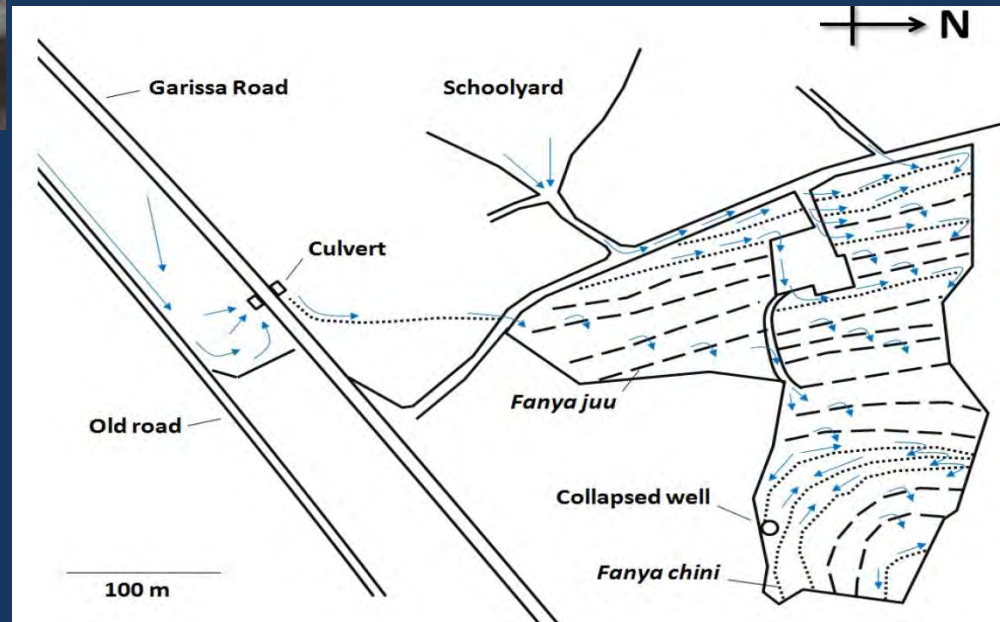 N
Garissa Road
Schoolyard
Culvert
Fanya juu
Old road
Collapsed well
Fanya chini
100 m